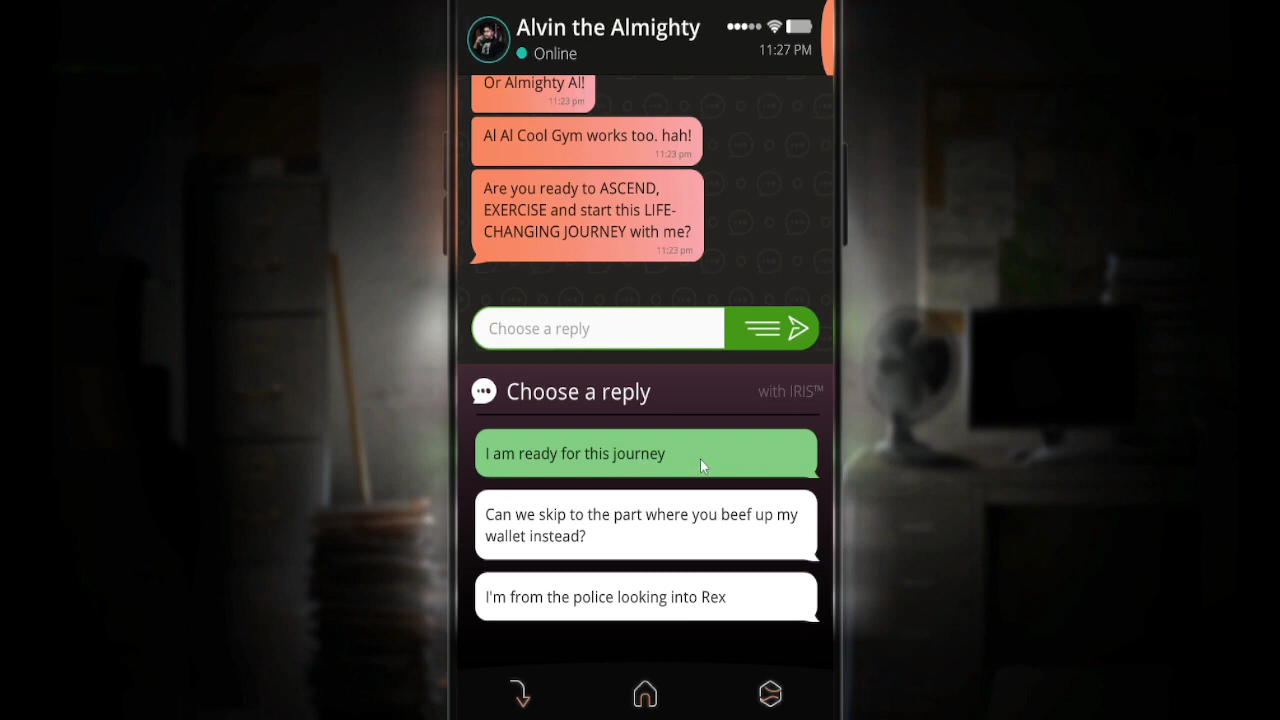 Alvin the Almighty
Online
11:27 PM
Or Almighty Al!
11:23 pm
Al Al Cool Gym works too. hah!
11:23 pm
Are you ready to ASCEND,
EXERCISE and start this LIFE-
CHANGING JOURNEY with me?
11:23 pm
Choose a reply
Choose a reply
with IRIS™
I am ready for this journey
Can we skip to the part where you beef up my
wallet instead?
I'm from the police looking into Rex